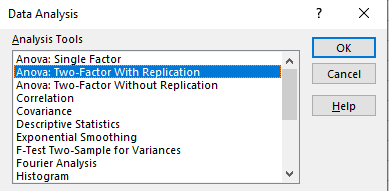 Data Analysis
?
Analysis Tools
Anova: Single Factor
Anova: Two-Factor With Replication
Anova: Two-Factor Without Replication
Correlation
Covariance
Descriptive Statistics
Exponential Smoothing
F-Test Two-Sample for Variances
Fourier Analysis
Histogram
OK
Cancel
Help